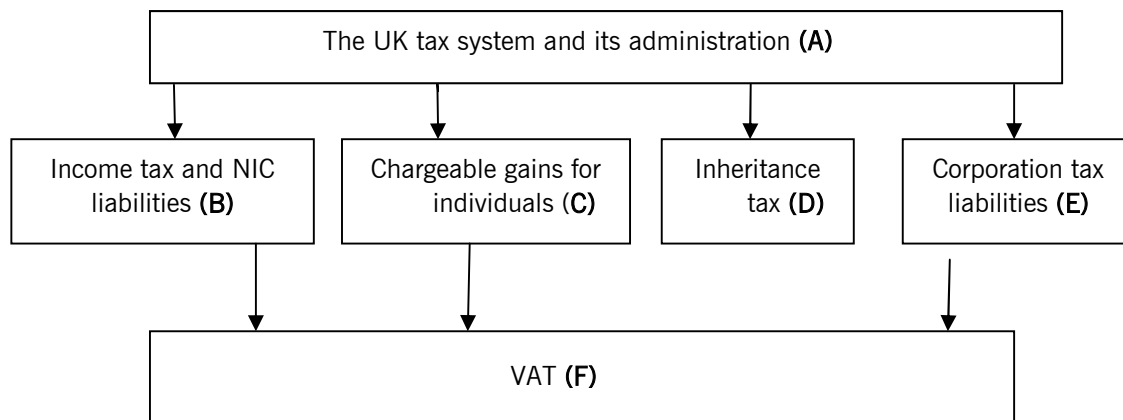 The UK tax system and its administration (A)
Income tax and NIC
liabilities (B)
Chargeable gains for
individuals (C)
Inheritance
tax (D)
Corporation tax
liabilities (E)
VAT (F)